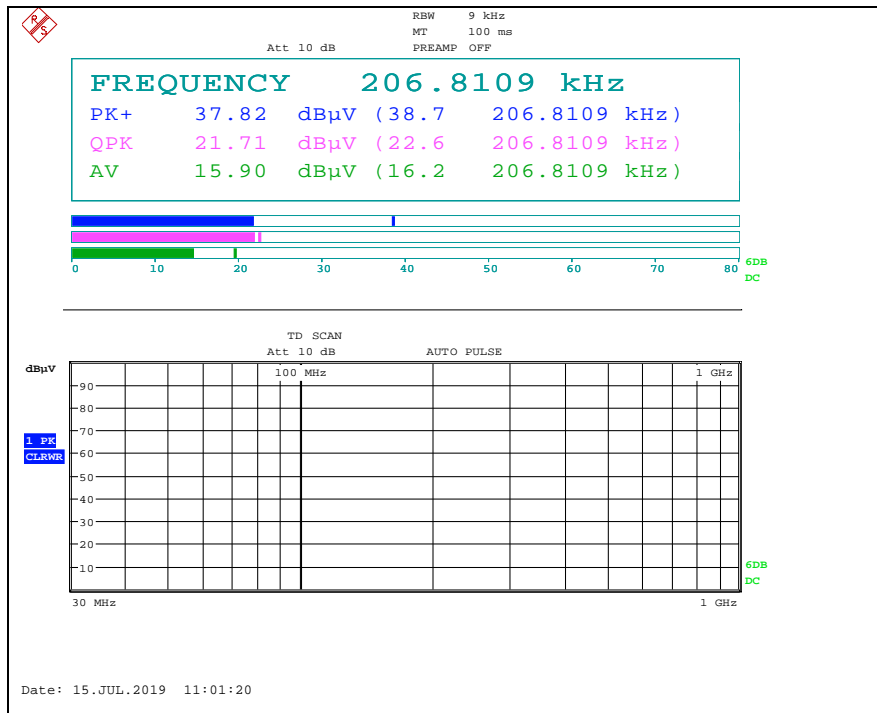 R S
RBW 9 kHz
MT 100 ms
Att 10 dB PREAMP OFF
FREQUENCY 206.8109 kHz
PK+ 37.82 dBµV (38.7 206.8109 kHz)
QPK 21.71 dBµV (22.6 206.8109 kHz)
AV 15.90 dBµV (16.2 206.8109 kHz)
0 10 20 30 40 50 60 70 80
6DB
DC
TD SCAN
Att 10 dB AUTO PULSE
dBµV
100 MHz 1 GHz
90
80
70
1 PK
CLRWR
60
50
40
30
20
10
6DB
DC
30 MHz 1 GHz
Date: 15.JUL.2019 11:01:20